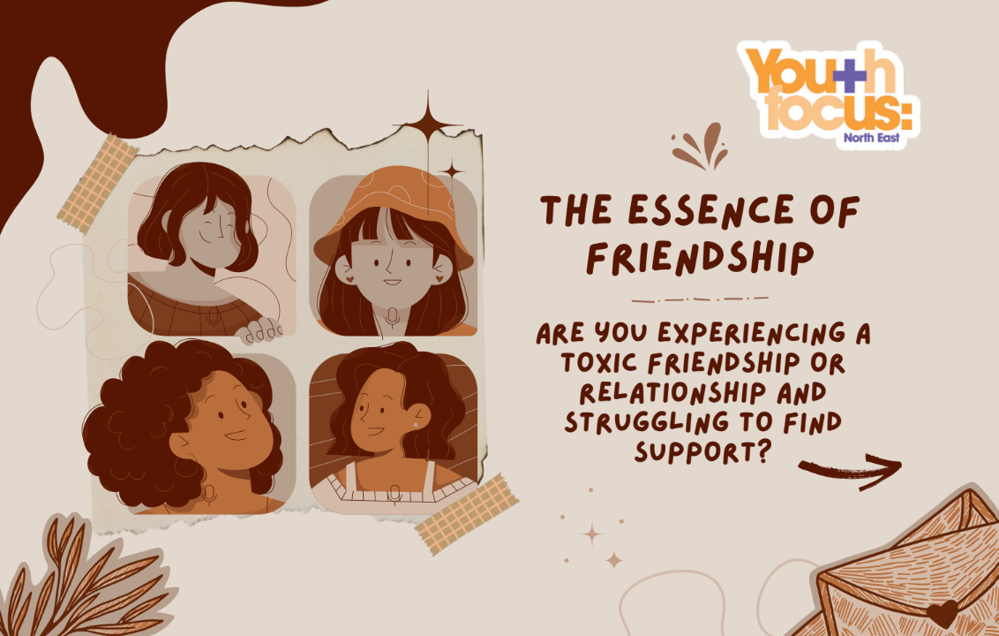 You+h
focus:
North East
THE ESSENCE OF
FRIENDSHIP
ARE YOU EXPERIENCING A
TOXIC FRIENDSHIP OR
RELATIONSHIP AND
STRUGGLING TO FIND
SUPPORT?